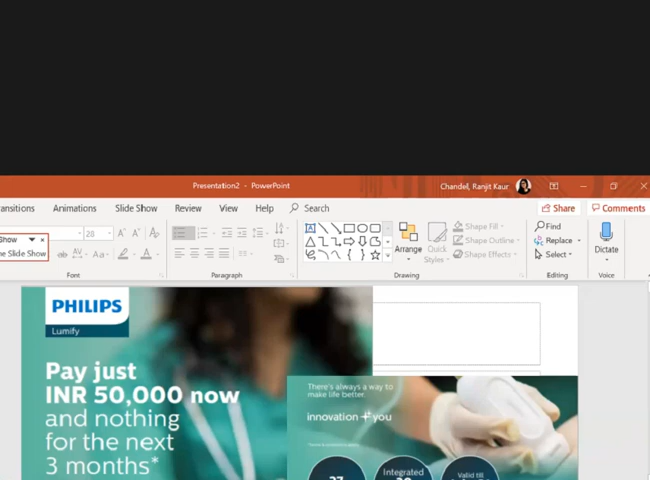 Presentation2 - PowerPoint
Chandel, Ranjit Kaur
ansitions Animations Slide Show Review View Help Search
Share Comments
28
how
e Slide Show
Font
Paragraph
Arrange
Quick
Styles
Shape Fill
Shape Outline
Shape Effects
Drawing
Find
Replace
Select
Editing
Dictate
Voice
PHILIPS
Lumify
Pay just
INR 50,000 now
and nothing
for the next
3 months*
There's always a way to
make life better.
innovation + you
Integrated
Valid till